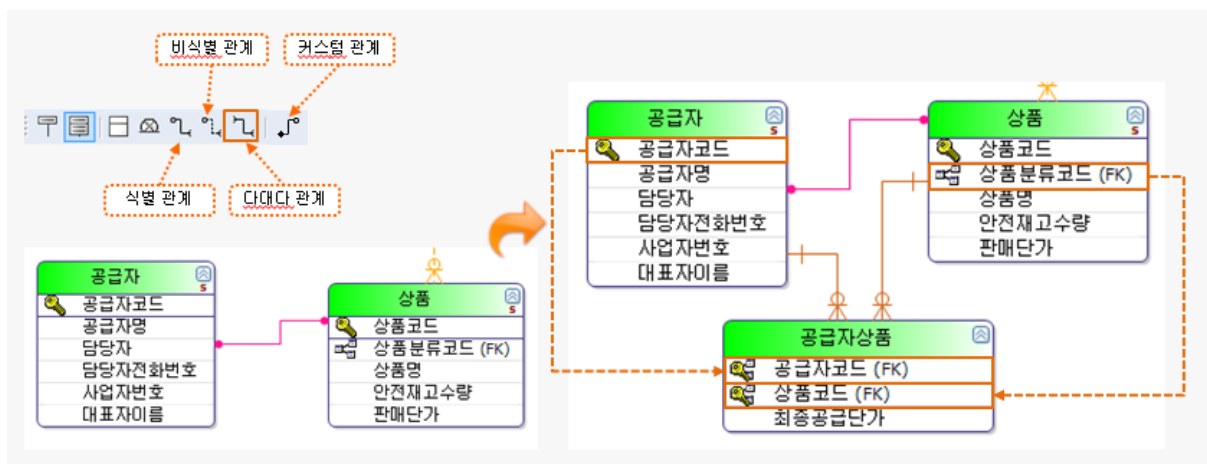 비식별 관계
커스텀 관계
식별 관계
다대다 관계
공급자
S
공급자코드
공급자명
담당자
담당자전화번호
사업자번호
대표자이름
상품
S
상품코드
상품분류코드 (FK)
상품명
안전재고수량
판매단가
공급자
S
공급자코드
공급자명
담당자
담당자전화번호
사업자번호
대표자이름
상품
S
상품코드
상품분류코드 (FK)
상품명
안전재고수량
판매단가
공급자상품
공급자코드 (FK)
상품코드 (FK)
최종공급단가